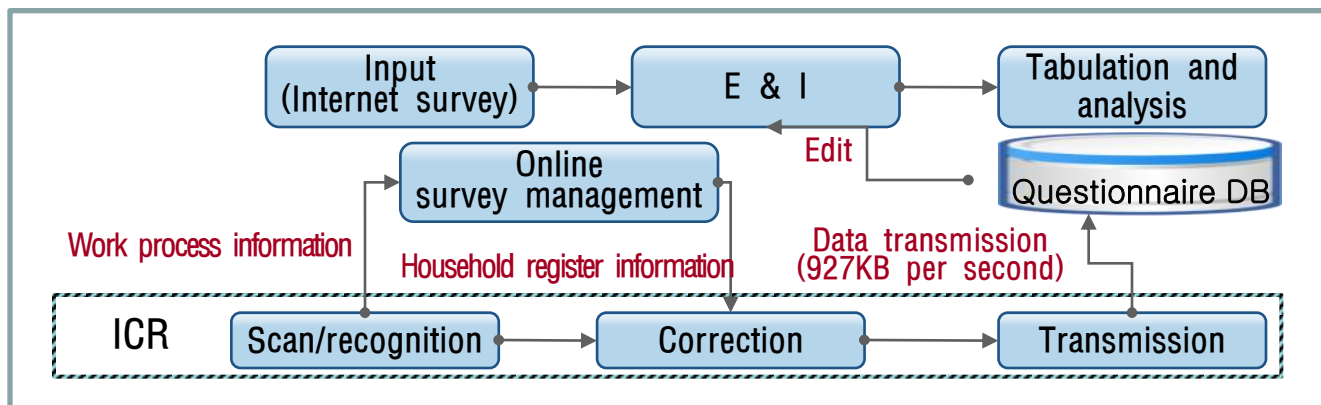 Input
(Internet survey)
E & I
Tabulation and
analysis
Edit
Online
survey management
Questionnaire DB
Work process information
Household register information
Data transmission
(927KB per second)
ICR
Scan/recognition
Correction
Transmission